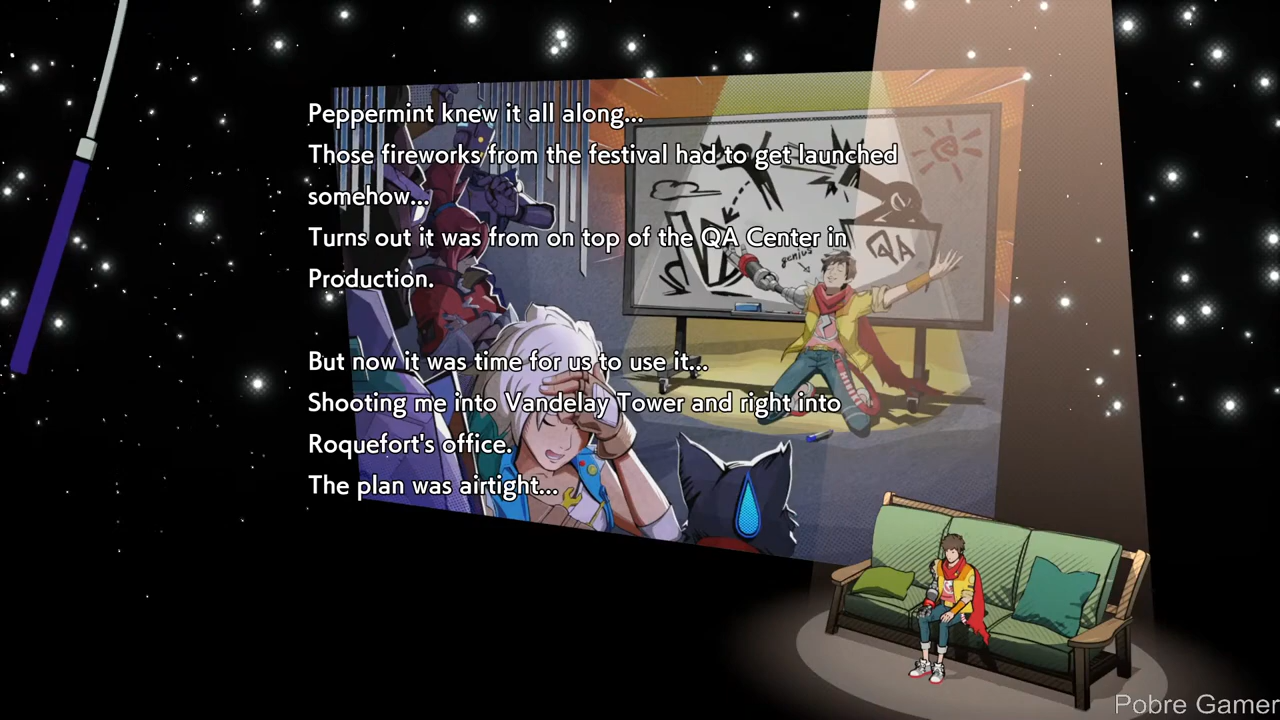 Peppermint knew it all along...
Those fireworks from the festival had to get launched
somehow...
Turns out it was from on top of the QA Center in
Production.
But now it was time for us to use it...
Shooting me into Vandelay Tower and right into
Roquefort's office.
The plan was airtight...
QA
genius
Pobre Gamer